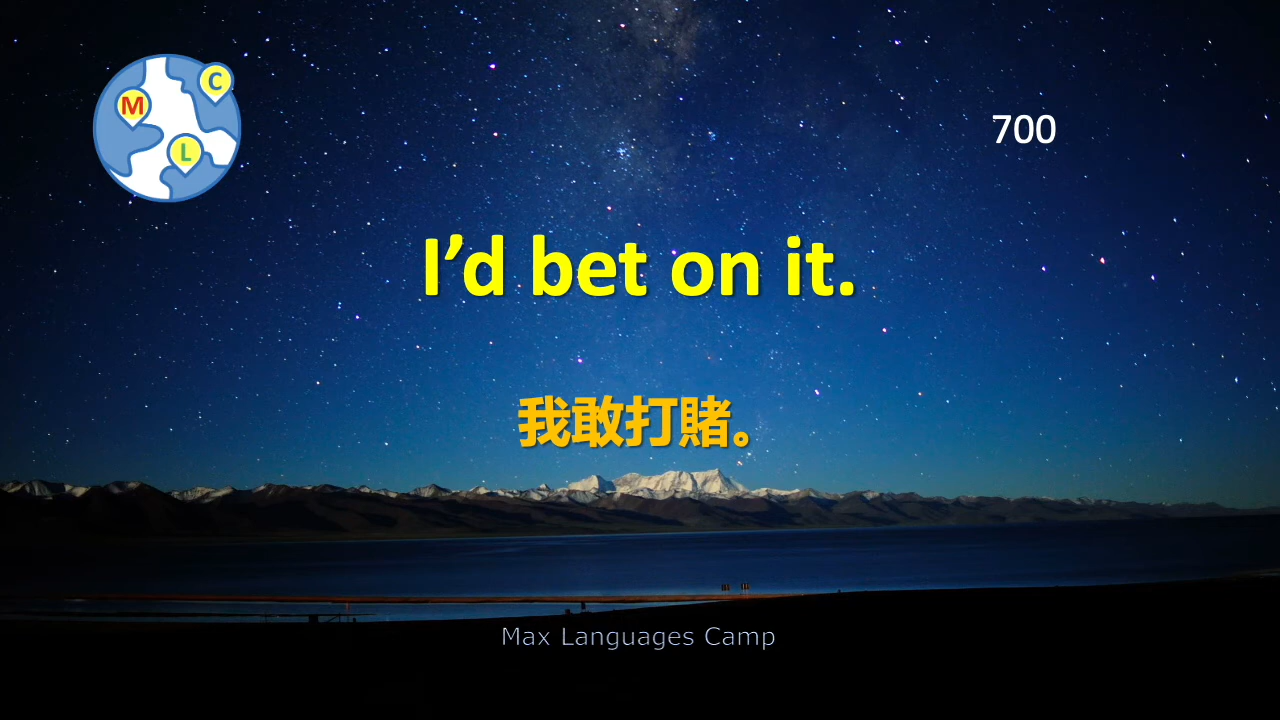 C
M
L
700
I’d bet on it.
我敢打賭。
Max Languages Camp